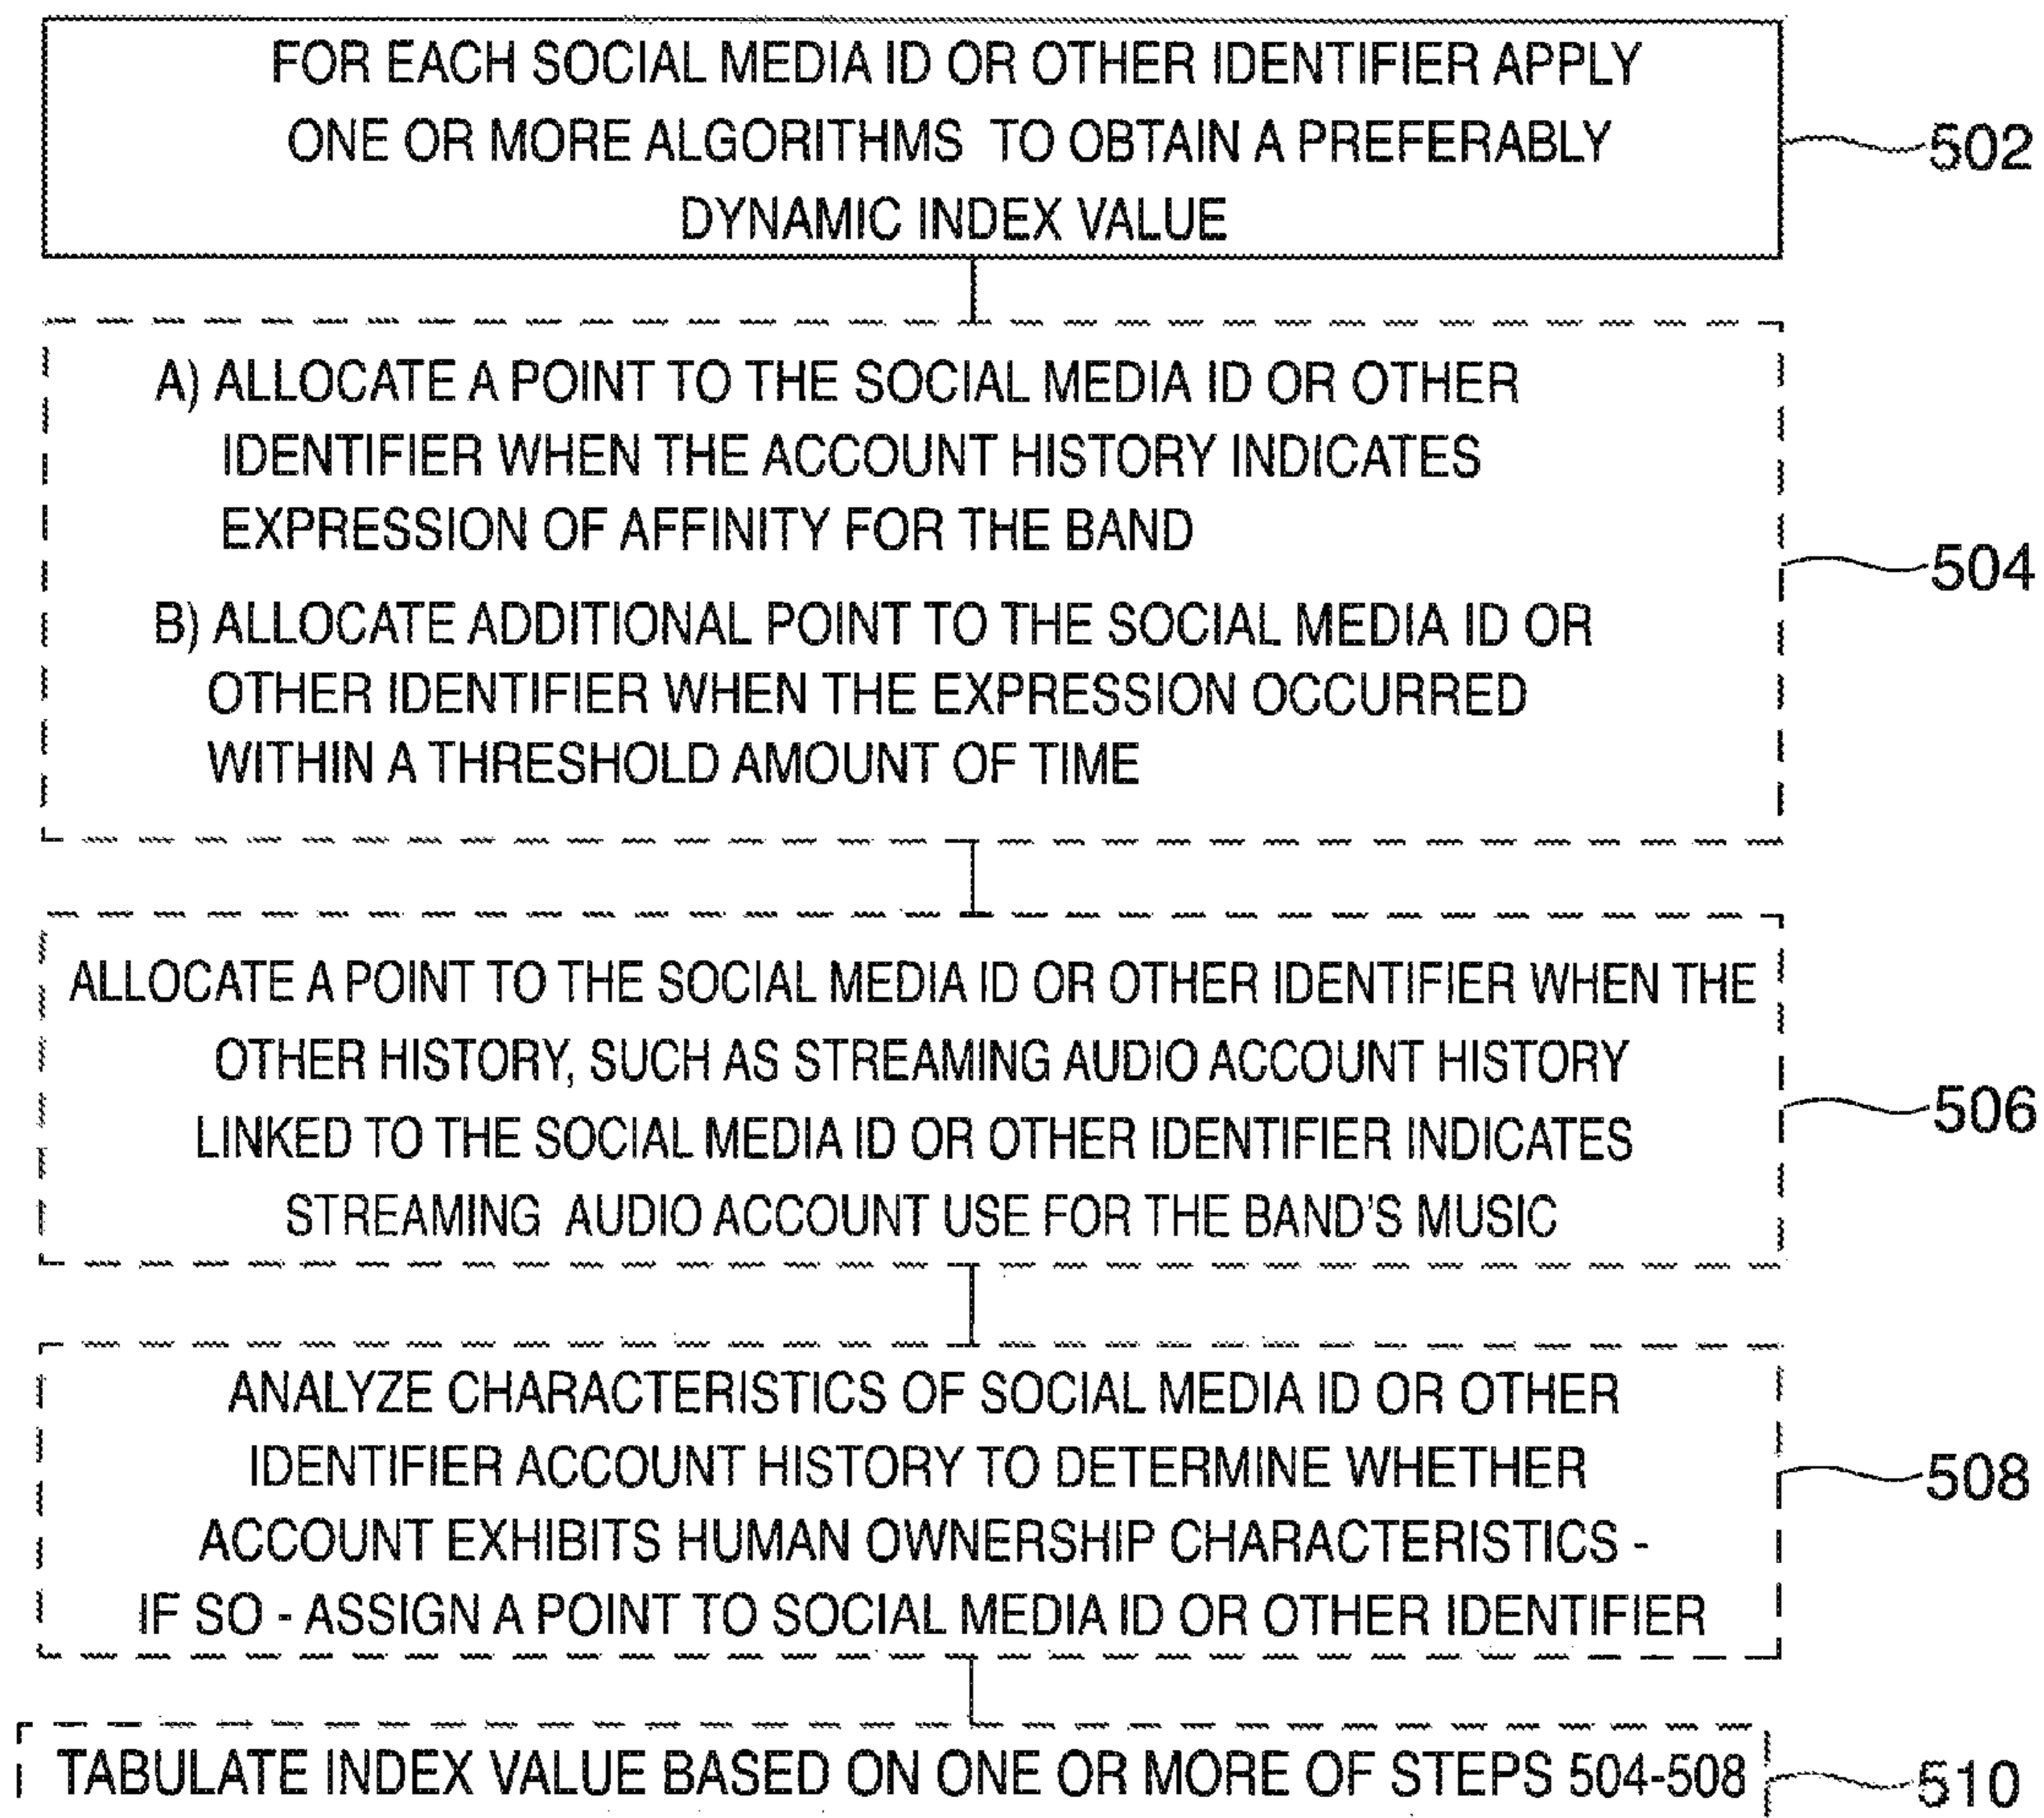 FOR EACH SOCIAL MEDIA ID OR OTHER IDENTIFIER APPLY
ONE OR MORE ALGORITHMS TO OBTAIN A PREFERABLY
DYNAMIC INDEX VALUE
502
A) ALLOCATE A POINT TO THE SOCIAL MEDIA ID OR OTHER
IDENTIFIER WHEN THE ACCOUNT HISTORY INDICATES
EXPRESSION OF AFFINITY FOR THE BAND
B) ALLOCATE ADDITIONAL POINT TO THE SOCIAL MEDIA ID OR
OTHER IDENTIFIER WHEN THE EXPRESSION OCCURRED
WITHIN A THRESHOLD AMOUNT OF TIME
504
ALLOCATE A POINT TO THE SOCIAL MEDIA ID OR OTHER IDENTIFIER WHEN THE
OTHER HISTORY, SUCH AS STREAMING AUDIO ACCOUNT HISTORY
LINKED TO THE SOCIAL MEDIA ID OR OTHER IDENTIFIER INDICATES
STREAMING AUDIO ACCOUNT USE FOR THE BAND'S MUSIC
506
ANALYZE CHARACTERISTICS OF SOCIAL MEDIA ID OR OTHER
IDENTIFIER ACCOUNT HISTORY TO DETERMINE WHETHER
ACCOUNT EXHIBITS HUMAN OWNERSHIP CHARACTERISTICS -
IF SO - ASSIGN A POINT TO SOCIAL MEDIA ID OR OTHER IDENTIFIER
508
TABULATE INDEX VALUE BASED ON ONE OR MORE OF STEPS 504-508
510